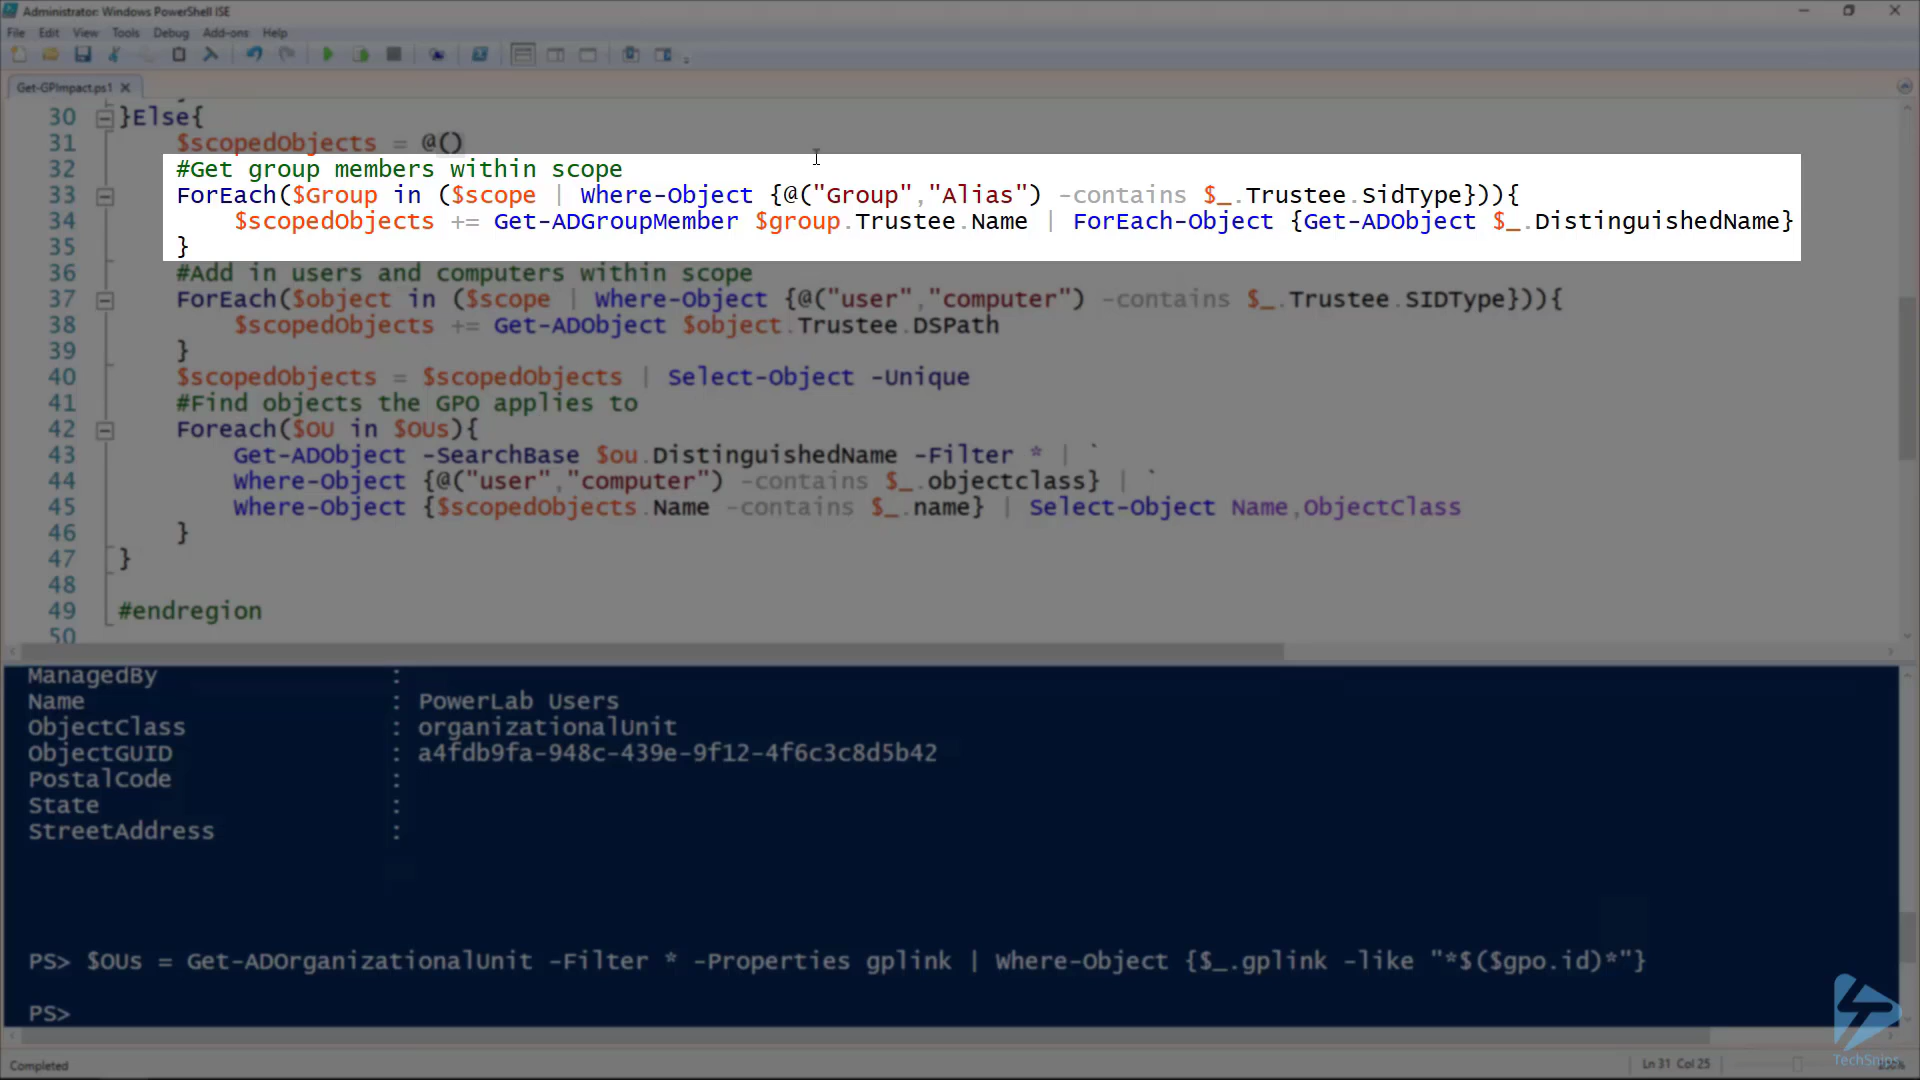 Administrator: Windows PowerShell ISE
File Edit View Tools Debug Add-ons Help
Get-GPImpact.ps1
30 }Else{
31 $scopedObjects = @()
32 #Get group members within scope
33 ForEach($Group in ($scope | Where-Object {@("Group","Alias") -contains $_.Trustee.SidType})){
34 $scopedObjects += Get-ADGroupMember $group.Trustee.Name | ForEach-Object {Get-ADObject $_.DistinguishedName}
35 }
36 #Add in users and computers within scope
37 ForEach($object in ($scope | Where-Object {@("user","computer") -contains $_.Trustee.SIDType})){
38 $scopedObjects += Get-ADObject $object.Trustee.DSPath
39 }
40 $scopedObjects = $scopedObjects | Select-Object -Unique
41 #Find objects the GPO applies to
42 Foreach($OU in $OUs){
43 Get-ADObject -SearchBase $ou.DistinguishedName -Filter * | `
44 Where-Object {@("user","computer") -contains $_.objectclass} | `
45 Where-Object {$scopedObjects.Name -contains $_.name} | Select-Object Name,ObjectClass
46 }
47 }
48
49 #endregion
50
ManagedBy :
Name : PowerLab Users
ObjectClass : organizationalUnit
ObjectGUID : a4fdb9fa-948c-439e-9f12-4f6c3c8d5b42
PostalCode :
State :
StreetAddress :
PS> $OUs = Get-ADOrganizationalUnit -Filter * -Properties gplink | Where-Object {$_.gplink -like "*$($gpo.id)*"}
PS>
Completed
Ln 31 Col 25
TechSnips